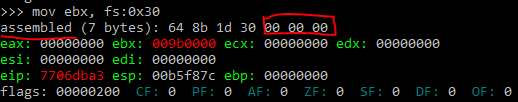 >>> mov ebx, fs:0x30
assembled (7 bytes): 64 8b 1d 30 00 00 00
eax: 00000000 ebx: 009b0000 ecx: 00000000 edx: 00000000
esi: 00000000 edi: 00000000
eip: 7706dba3 esp: 00b5f87c ebp: 00000000
flags: 00000200 CF: 0 PF: 0 AF: 0 ZF: 0 SF: 0 DF: 0 OF: 0